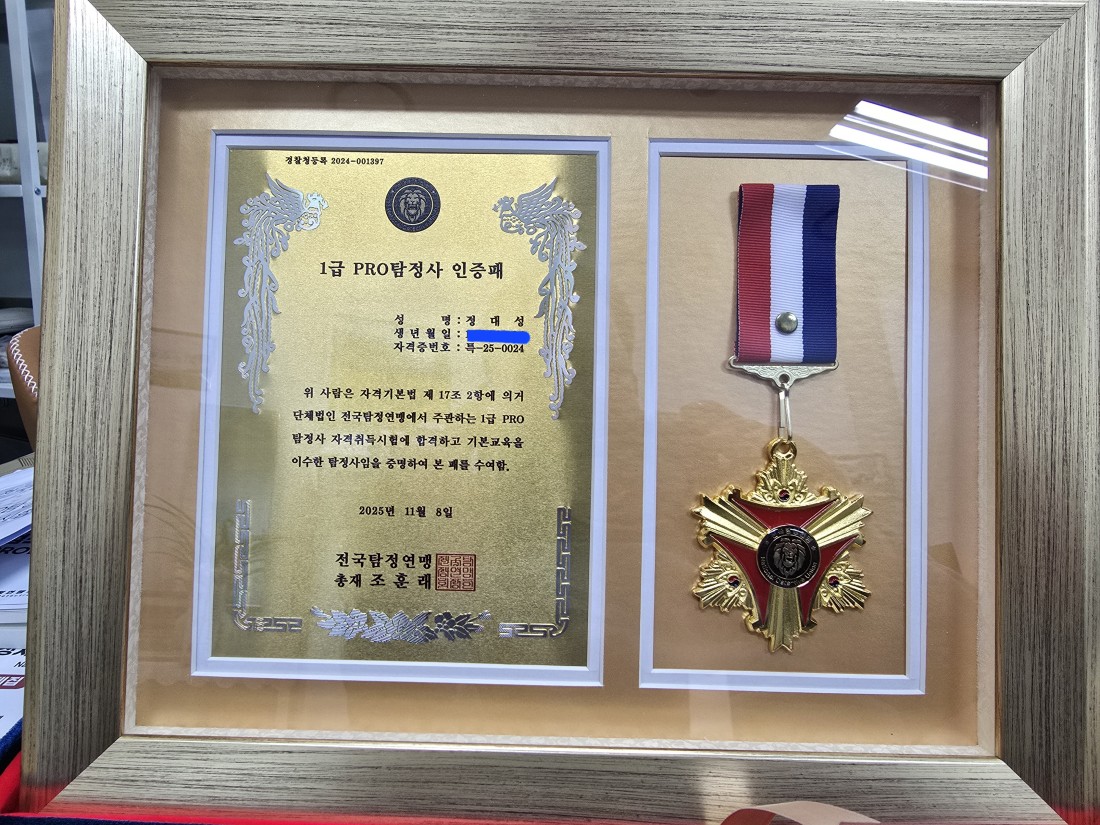 경찰청등록 2024-001397
1급 PRO탐정사 인증패
성 명 : 정 대 성
생년월일 :
자격증번호 : 특-25-0024
위 사람은 자격기본법 제 17조 2항에 의거
단체법인 전국탐정연맹에서 주관하는 1급 PRO
탐정사 자격취득시험에 합격하고 기본교육을
이수한 탐정사임을 증명하여 본 패를 수여함.
2025년 11월 8일
전국탐정연맹
총재 조훈래